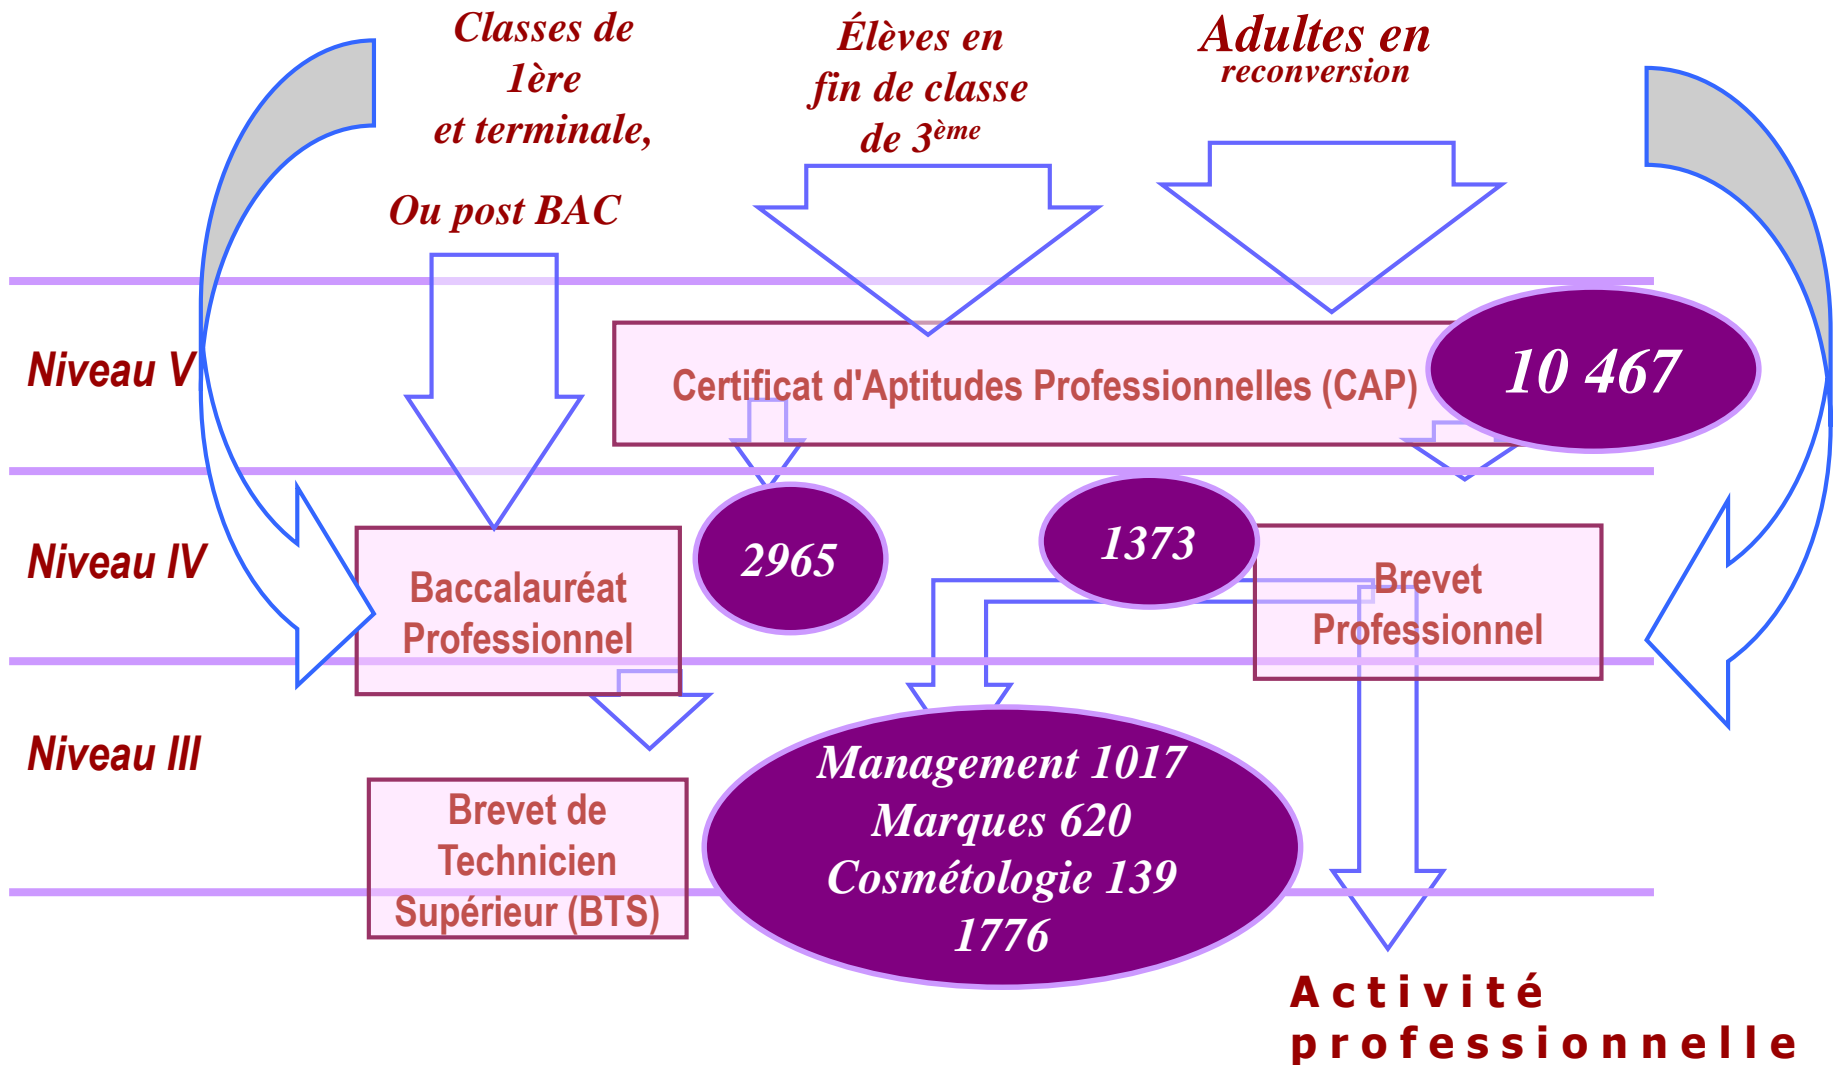 Classes de
1ère
et terminale,
Ou post BAC
Élèves en
fin de classe
de 3ème
Adultes en
reconversion
Niveau V
Certificat d'Aptitudes Professionnelles (CAP)
10 467
Niveau IV
Baccalauréat
Professionnel
2965
1373
Brevet
Professionnel
Niveau III
Brevet de
Technicien
Supérieur (BTS)
Management 1017
Marques 620
Cosmétologie 139
1776
Activité
professionnelle